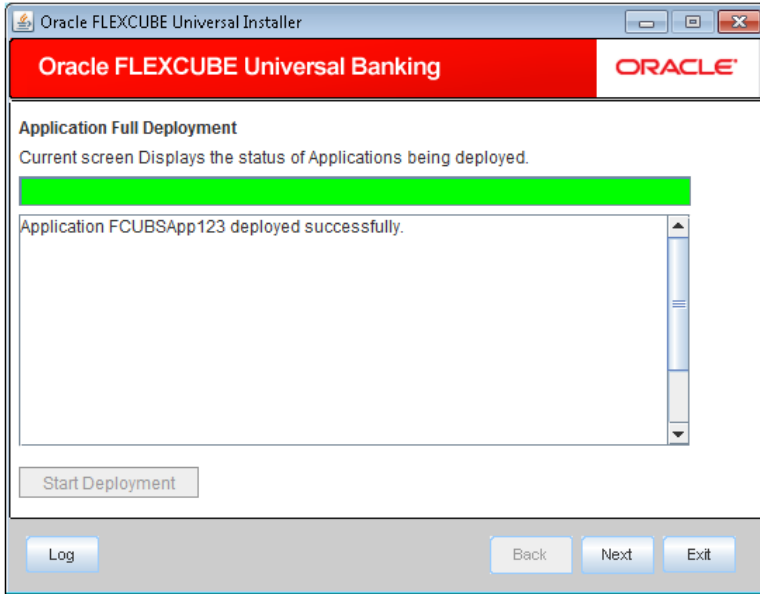 Oracle FLEXCUBE Universal Installer
Oracle FLEXCUBE Universal Banking
ORACLE
Application Full Deployment
Current screen Displays the status of Applications being deployed.
Application FCUBSApp123 deployed successfully.
Start Deployment
Log Back Next Exit